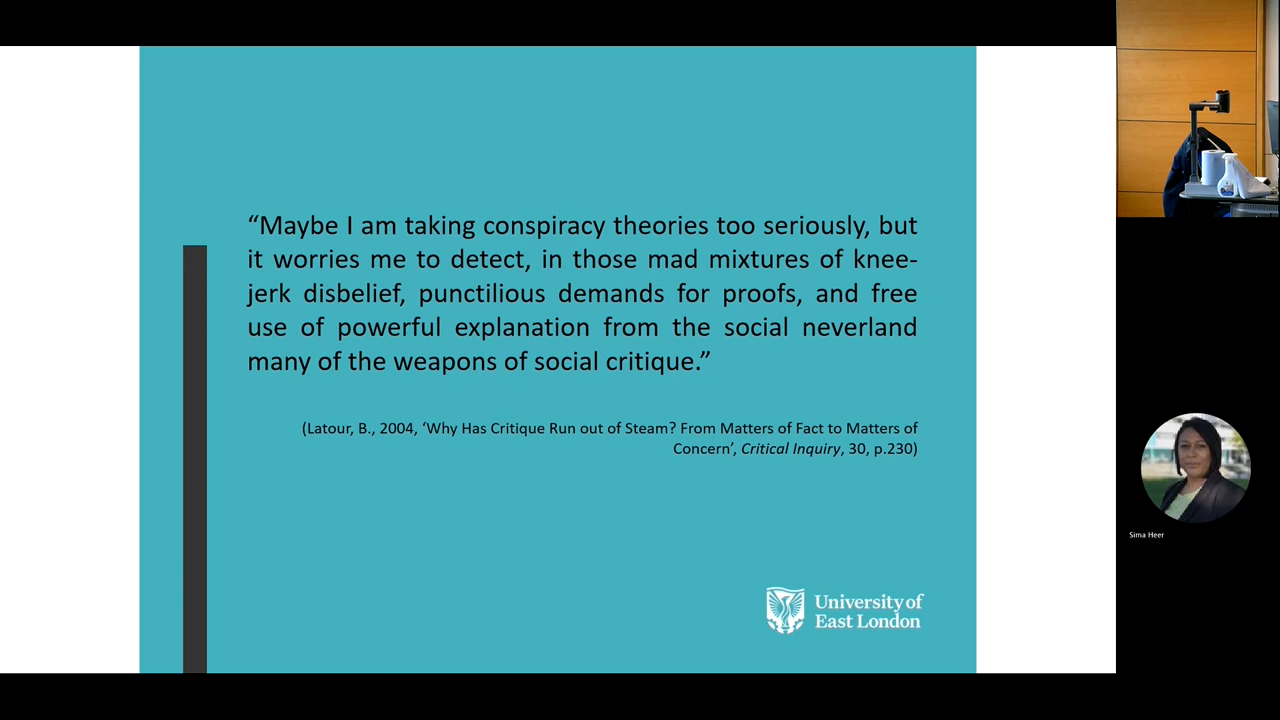 “Maybe I am taking conspiracy theories too seriously, but
it worries me to detect, in those mad mixtures of knee-
jerk disbelief, punctilious demands for proofs, and free
use of powerful explanation from the social neverland
many of the weapons of social critique.”
(Latour, B., 2004, ‘Why Has Critique Run out of Steam? From Matters of Fact to Matters of
Concern’, Critical Inquiry, 30, p.230)
University of
East London
Sima Heer